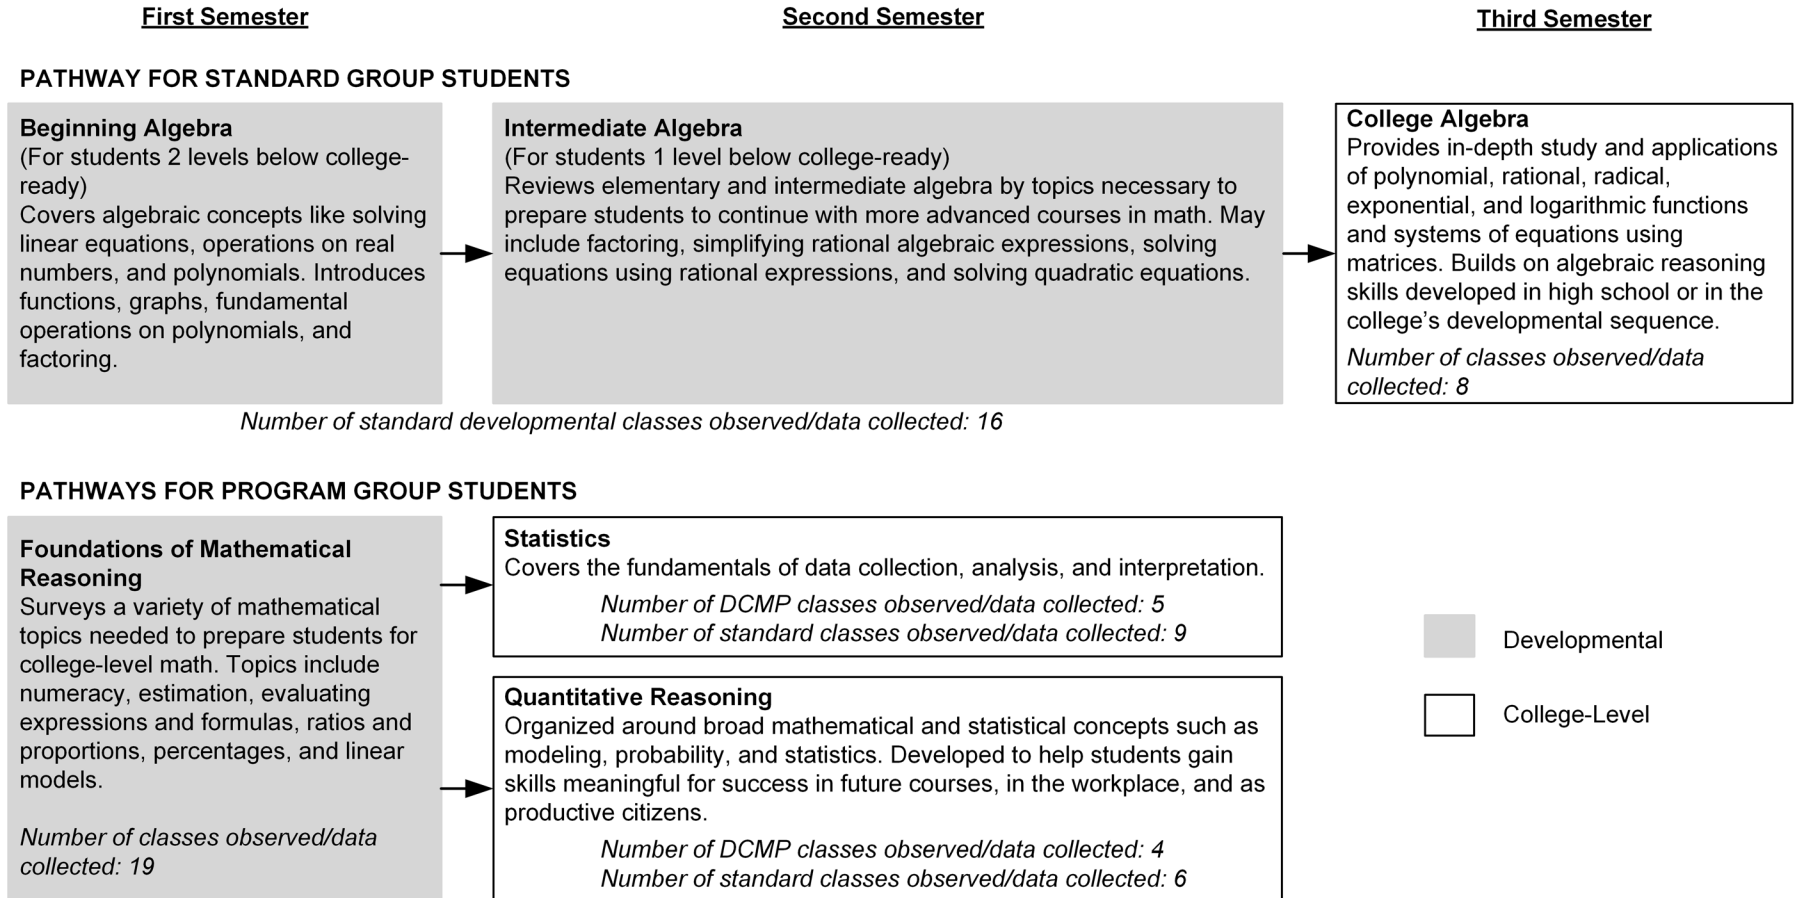 First Semester
Second Semester
Third Semester
PATHWAY FOR STANDARD GROUP STUDENTS
Beginning Algebra
(For students 2 levels below college-
ready)
Covers algebraic concepts like solving
linear equations, operations on real
numbers, and polynomials. Introduces
functions, graphs, fundamental
operations on polynomials, and
factoring.
Intermediate Algebra
(For students 1 level below college-ready)
Reviews elementary and intermediate algebra by topics necessary to
prepare students to continue with more advanced courses in math. May
include factoring, simplifying rational algebraic expressions, solving
equations using rational expressions, and solving quadratic equations.
College Algebra
Provides in-depth study and applications
of polynomial, rational, radical,
exponential, and logarithmic functions
and systems of equations using
matrices. Builds on algebraic reasoning
skills developed in high school or in the
college’s developmental sequence.
Number of classes observed/data
collected: 8
Number of standard developmental classes observed/data collected: 16
PATHWAYS FOR PROGRAM GROUP STUDENTS
Foundations of Mathematical
Reasoning
Surveys a variety of mathematical
topics needed to prepare students for
college-level math. Topics include
numeracy, estimation, evaluating
expressions and formulas, ratios and
proportions, percentages, and linear
models.
Number of classes observed/data
collected: 19
Statistics
Covers the fundamentals of data collection, analysis, and interpretation.
Number of DCMP classes observed/data collected: 5
Number of standard classes observed/data collected: 9
Quantitative Reasoning
Organized around broad mathematical and statistical concepts such as
modeling, probability, and statistics. Developed to help students gain
skills meaningful for success in future courses, in the workplace, and as
productive citizens.
Number of DCMP classes observed/data collected: 4
Number of standard classes observed/data collected: 6
Developmental
College-Level